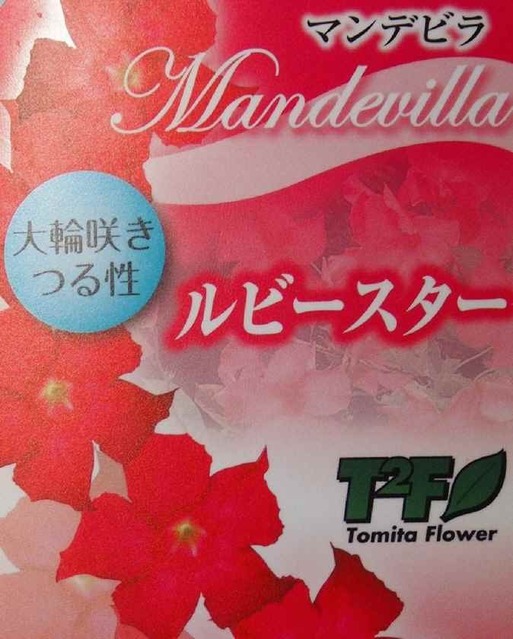 マンデビラ
Mandevilla
大輪咲き
つる性
ルビースター
T2F
Tomita Flower